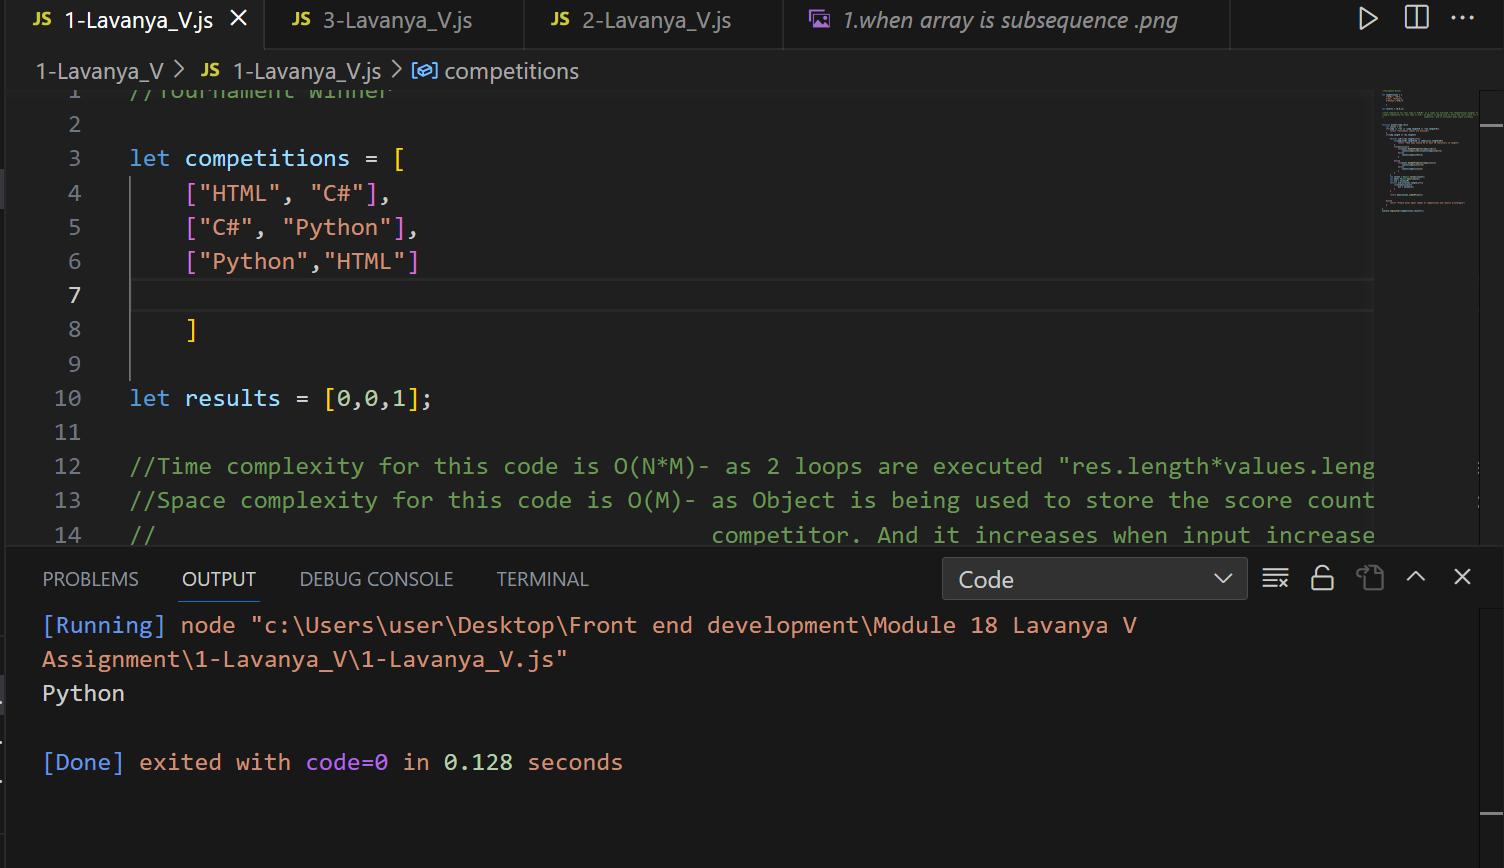 JS 1-Lavanya_V.js JS 3-Lavanya_V.js JS 2-Lavanya_V.js 1.when array is subsequence .png
1-Lavanya_V > JS 1-Lavanya_V.js > competitions
1 //Tournament Winner
2
3 let competitions = [
4 ["HTML", "C#"],
5 ["C#", "Python"],
6 ["Python","HTML"]
7
8 ]
9
10 let results = [0,0,1];
11
12 //Time complexity for this code is O(N*M)- as 2 loops are executed "res.length*values.leng
13 //Space complexity for this code is O(M)- as Object is being used to store the score count
14 // competitor. And it increases when input increase
PROBLEMS OUTPUT DEBUG CONSOLE TERMINAL Code
[Running] node "c:\Users\user\Desktop\Front end development\Module 18 Lavanya V
Assignment\1-Lavanya_V\1-Lavanya_V.js"
Python
[Done] exited with code=0 in 0.128 seconds